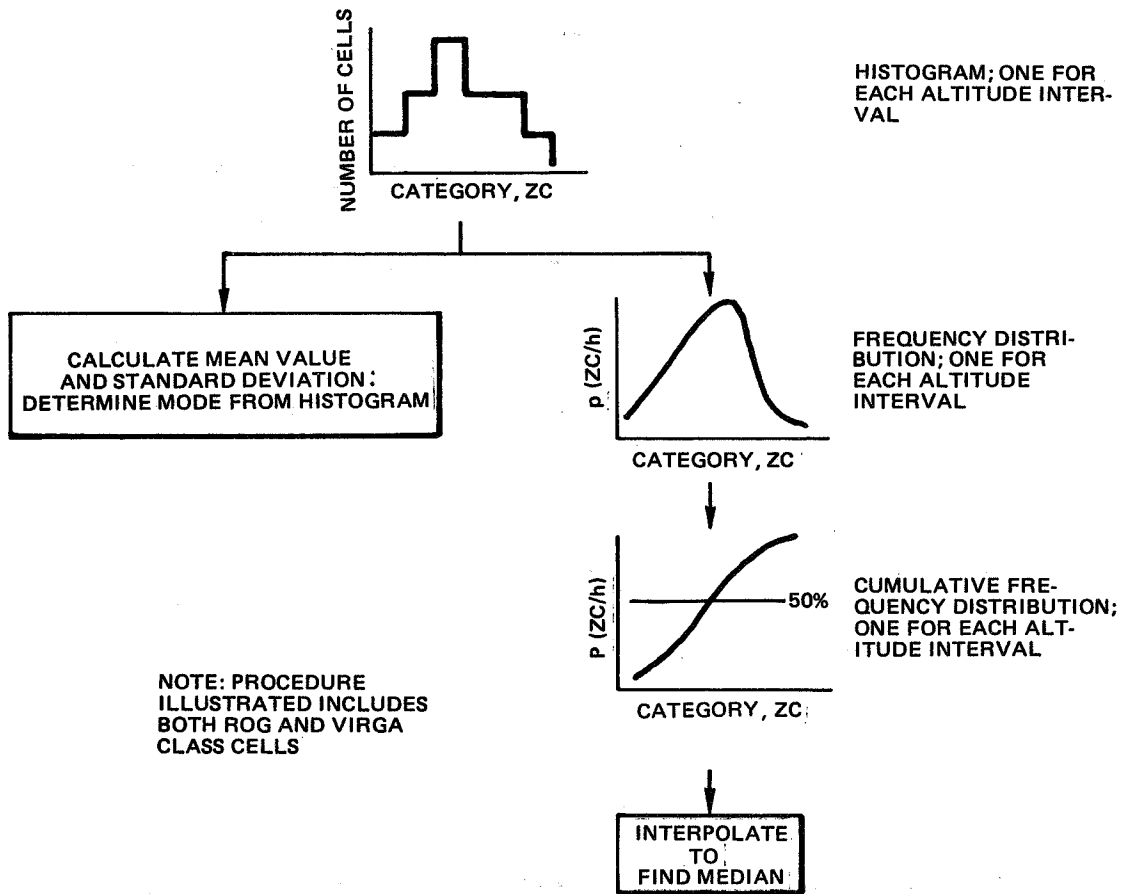 NUMBER OF CELLS
CATEGORY, ZC
HISTOGRAM; ONE FOR
EACH ALTITUDE INTER-
VAL
CALCULATE MEAN VALUE
AND STANDARD DEVIATION:
DETERMINE MODE FROM HISTOGRAM
p (ZC/h)
CATEGORY, ZC
FREQUENCY DISTRI-
BUTION; ONE FOR
EACH ALTITUDE
INTERVAL
P (ZC/h)
50%
CATEGORY, ZC
CUMULATIVE FRE-
QUENCY DISTRIBUTION;
ONE FOR EACH ALT-
ITUDE INTERVAL
NOTE: PROCEDURE
ILLUSTRATED INCLUDES
BOTH ROG AND VIRGA
CLASS CELLS
INTERPOLATE
TO
FIND MEDIAN